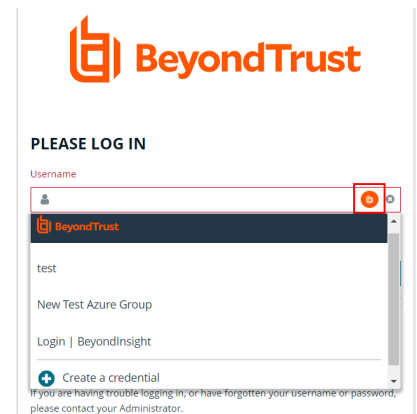 BeyondTrust
PLEASE LOG IN
Username
BeyondTrust
test
New Test Azure Group
Login | BeyondInsight
Create a credential
If you are having trouble logging in, or have forgotten your username or password,
please contact your Administrator.